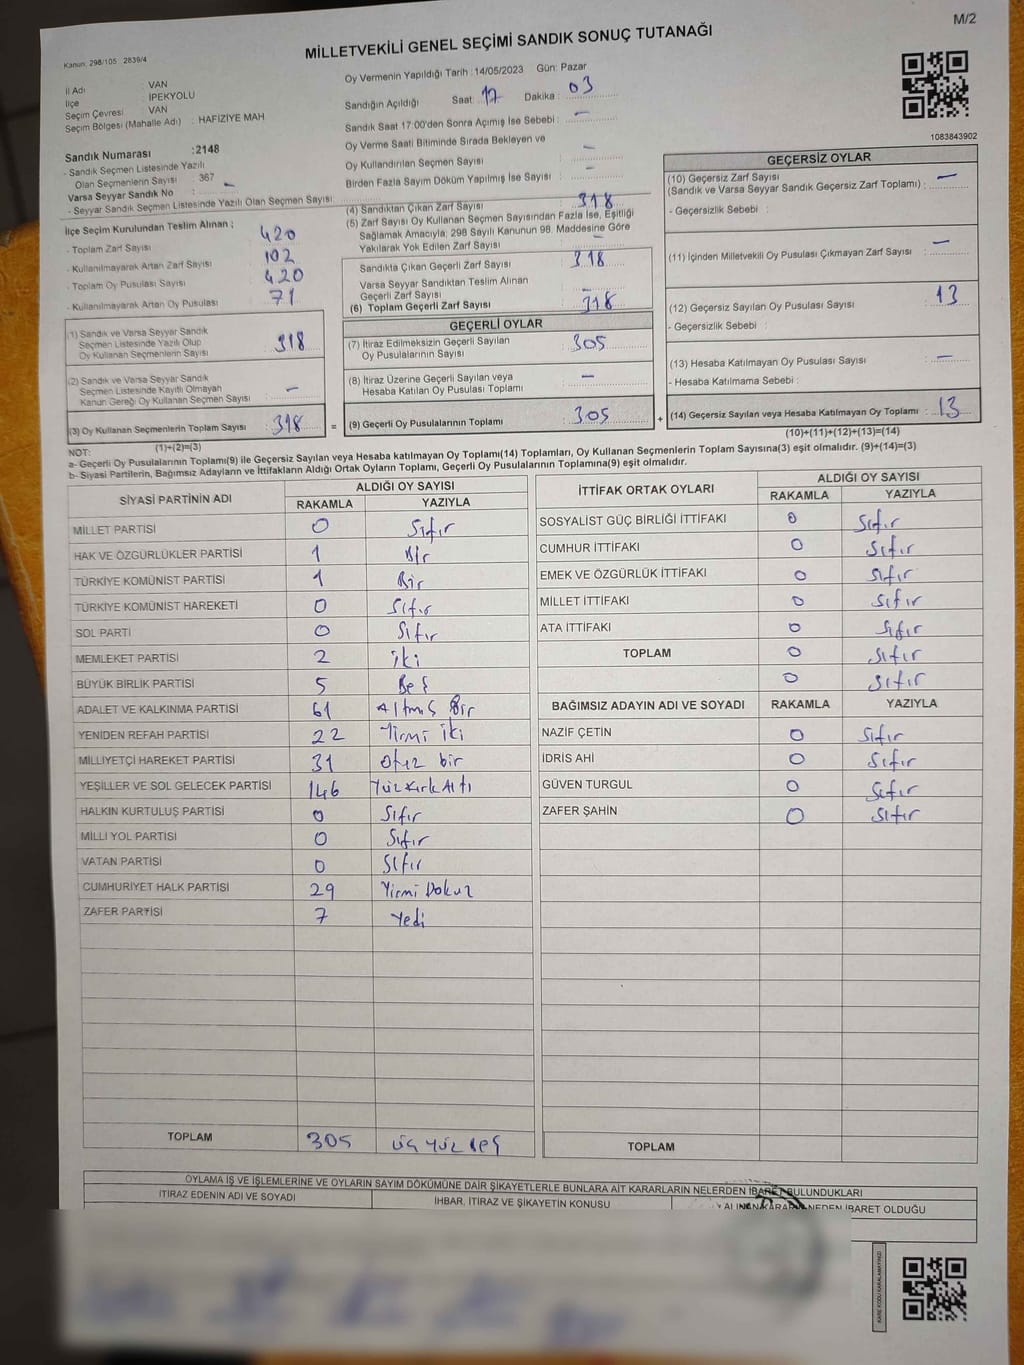 M/2
MİLLETVEKİLİ GENEL SEÇİMİ SANDIK SONUÇ TUTANAĞI
Kanun: 298/105 2839/4
İl Adı : VAN
İlçe : İPEKYOLU
Seçim Çevresi : VAN
Seçim Bölgesi (Mahalle Adı) : HAFİZİYE MAH
Oy Vermenin Yapıldığı Tarih : 14/05/2023 Gün: Pazar
Sandığın Açıldığı Saat : 17 Dakika : 03
Sandık Saat 17:00'den Sonra Açımış İse Sebebi : —
Oy Verme Saati Bitiminde Sırada Bekleyen ve
Oy Kullandırılan Seçmen Sayısı : —
Birden Fazla Sayım Döküm Yapılmış İse Sayısı : —
1083843902
Sandık Numarası : 2148
- Sandık Seçmen Listesinde Yazılı
Olan Seçmenlerin Sayısı : 367
Varsa Seyyar Sandık No : —
- Seyyar Sandık Seçmen Listesinde Yazılı Olan Seçmen Sayısı
İlçe Seçim Kurulundan Teslim Alınan ;
- Toplam Zarf Sayısı : 420
- Kullanılmayarak Artan Zarf Sayısı : 102
- Toplam Oy Pusulası Sayısı : 420
- Kullanılmayarak Artan Oy Pusulası : 71
(1) Sandık ve Varsa Seyyar Sandık
Seçmen Listesinde Yazılı Olup
Oy Kullanan Seçmenlerin Sayısı : 318
(2) Sandık ve Varsa Seyyar Sandık
Seçmen Listesinde Kayıtlı Olmayan
Kanun Gereği Oy Kullanan Seçmen Sayısı : —
(3) Oy Kullanan Seçmenlerin Toplam Sayısı : 318
(1)+(2)=(3)
(4) Sandıktan Çıkan Zarf Sayısı : 318
(5) Zarf Sayısı Oy Kullanan Seçmen Sayısından Fazla İse, Eşitliği
Sağlamak Amacıyla; 298 Sayılı Kanunun 98. Maddesine Göre
Yakılarak Yok Edilen Zarf Sayısı : —
Sandıkta Çıkan Geçerli Zarf Sayısı : 318
Varsa Seyyar Sandıktan Teslim Alınan
Geçerli Zarf Sayısı : —
(6) Toplam Geçerli Zarf Sayısı : 318
GEÇERLİ OYLAR
(7) İtiraz Edilmeksizin Geçerli Sayılan
Oy Pusulalarının Sayısı : 305
(8) İtiraz Üzerine Geçerli Sayılan veya
Hesaba Katılan Oy Pusulası Toplamı : —
= (9) Geçerli Oy Pusulalarının Toplamı : 305 +
GEÇERSİZ OYLAR
(10) Geçersiz Zarf Sayısı
(Sandık ve Varsa Seyyar Sandık Geçersiz Zarf Toplamı) : —
- Geçersizlik Sebebi :
(11) İçinden Milletvekili Oy Pusulası Çıkmayan Zarf Sayısı : —
(12) Geçersiz Sayılan Oy Pusulası Sayısı : 13
- Geçersizlik Sebebi :
(13) Hesaba Katılmayan Oy Pusulası Sayısı : —
- Hesaba Katılmama Sebebi :
(14) Geçersiz Sayılan veya Hesaba Katılmayan Oy Toplamı : 13
(10)+(11)+(12)+(13)=(14)
NOT:
a- Geçerli Oy Pusulalarının Toplamı(9) ile Geçersiz Sayılan veya Hesaba katılmayan Oy Toplamı(14) Toplamları, Oy Kullanan Seçmenlerin Toplam Sayısına(3) eşit olmalıdır. (9)+(14)=(3)
b- Siyasi Partilerin, Bağımsız Adayların ve İttifakların Aldığı Ortak Oyların Toplamı, Geçerli Oy Pusulalarının Toplamına(9) eşit olmalıdır.
SİYASİ PARTİNİN ADI ALDIĞI OY SAYISI
RAKAMLA YAZIYLA
MİLLET PARTİSİ 0 Sıfır
HAK VE ÖZGÜRLÜKLER PARTİSİ 1 Bir
TÜRKİYE KOMÜNİST PARTİSİ 1 Bir
TÜRKİYE KOMÜNİST HAREKETİ 0 Sıfır
SOL PARTİ 0 Sıfır
MEMLEKET PARTİSİ 2 iki
BÜYÜK BİRLİK PARTİSİ 5 Beş
ADALET VE KALKINMA PARTİSİ 61 Altmış Bir
YENİDEN REFAH PARTİSİ 22 Yirmi iki
MİLLİYETÇİ HAREKET PARTİSİ 31 Otuz bir
YEŞİLLER VE SOL GELECEK PARTİSİ 146 Yüz Kırk Altı
HALKIN KURTULUŞ PARTİSİ 0 Sıfır
MİLLİ YOL PARTİSİ 0 Sıfır
VATAN PARTİSİ 0 Sıfır
CUMHURİYET HALK PARTİSİ 29 Yirmi Dokuz
ZAFER PARTİSİ 7 Yedi
TOPLAM 305 üç yüz Beş
İTTİFAK ORTAK OYLARI ALDIĞI OY SAYISI
RAKAMLA YAZIYLA
SOSYALİST GÜÇ BİRLİĞİ İTTİFAKI 0 Sıfır
CUMHUR İTTİFAKI 0 Sıfır
EMEK VE ÖZGÜRLÜK İTTİFAKI 0 Sıfır
MİLLET İTTİFAKI 0 Sıfır
ATA İTTİFAKI 0 Sıfır
TOPLAM 0 Sıfır
0 Sıfır
BAĞIMSIZ ADAYIN ADI VE SOYADI RAKAMLA YAZIYLA
NAZİF ÇETİN 0 Sıfır
İDRİS AHİ 0 Sıfır
GÜVEN TURGUL 0 Sıfır
ZAFER ŞAHİN 0 Sıfır
TOPLAM
OYLAMA İŞ VE İŞLEMLERİNE VE OYLARIN SAYIM DÖKÜMÜNE DAİR ŞİKAYETLERLE BUNLARA AİT KARARLARIN NELERDEN İBARET BULUNDUKLARI
İTİRAZ EDENİN ADI VE SOYADI İHBAR, İTİRAZ VE ŞİKAYETİN KONUSU NEDEN İBARET OLDUĞU
KARE KODU KARALAMAYINIZ!